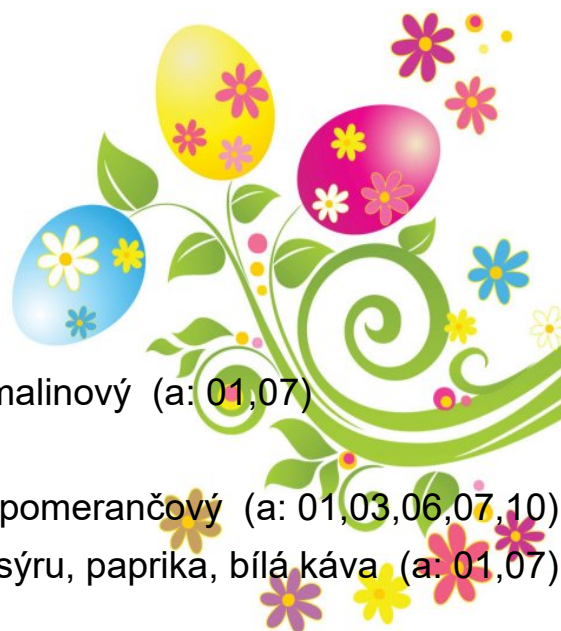 malinový (a: 01,07)
pomerančový (a: 01,03,06,07,10)
sýru, paprika, bílá káva (a: 01,07)